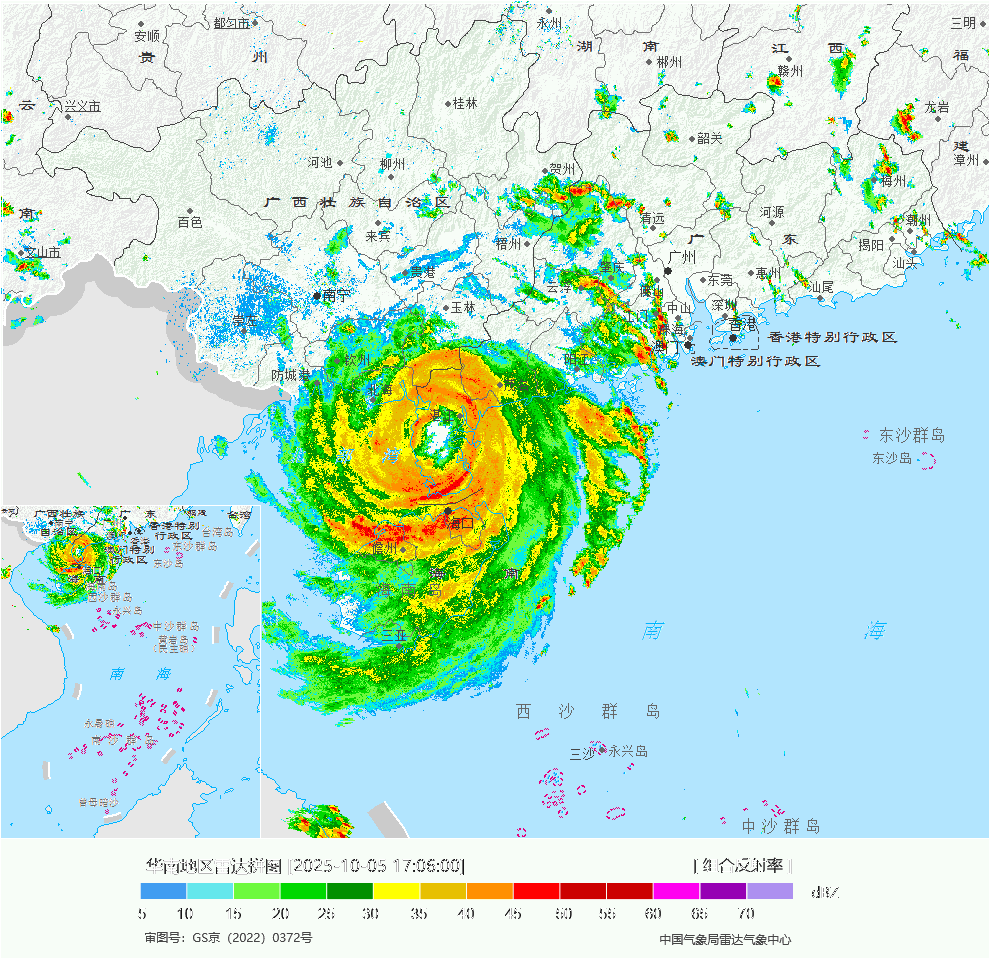 安顺
都匀市
永州
三明
贵
州
湖
南
江
西
福
郴州
赣州
云
兴义市
桂林
龙岩
韶关
建
河池
柳州
贺州
漳州
梅州
广西壮族自治区
南
百色
清远
河源
潮州
来宾
梧州
广
东
揭阳
文山市
肇庆
广州
汕头
贵港
东莞
惠州
南宁
云浮
佛山
汕尾
崇左
玉林
中山
深圳
珠海
香港
香港特别行政区
钦州
阳江
澳门特别行政区
防城港
北海
东沙群岛
东沙岛
海口
儋州
海
南
海南岛
三亚
南
海
西沙群岛
三沙
永兴岛
中沙群岛
广西壮族
广
东
台湾
自治区
香港特别
行政区
台湾岛
澳门特别
行政区
东沙群岛
东沙岛
西沙群岛
永兴岛
中沙群岛
黄岩岛
南
海
永暑礁
南沙群岛
曾母暗沙
华南地区雷达拼图 [2025-10-05 17:06:00]
[ 组合反射率 ]
dBZ
5 10 15 20 25 30 35 40 45 50 55 60 65 70
审图号：GS京（2022）0372号
中国气象局雷达气象中心